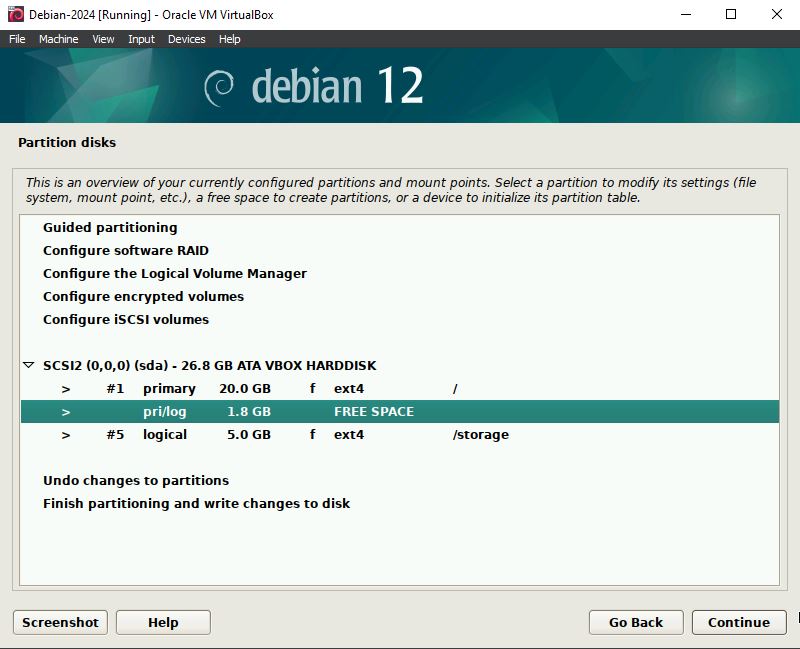 Debian-2024 [Running] - Oracle VM VirtualBox
File Machine View Input Devices Help
debian 12
Partition disks
This is an overview of your currently configured partitions and mount points. Select a partition to modify its settings (file
system, mount point, etc.), a free space to create partitions, or a device to initialize its partition table.
Guided partitioning
Configure software RAID
Configure the Logical Volume Manager
Configure encrypted volumes
Configure iSCSI volumes
SCSI2 (0,0,0) (sda) - 26.8 GB ATA VBOX HARDDISK
> #1 primary 20.0 GB f ext4 /
> pri/log 1.8 GB FREE SPACE
> #5 logical 5.0 GB f ext4 /storage
Undo changes to partitions
Finish partitioning and write changes to disk
Screenshot Help Go Back Continue